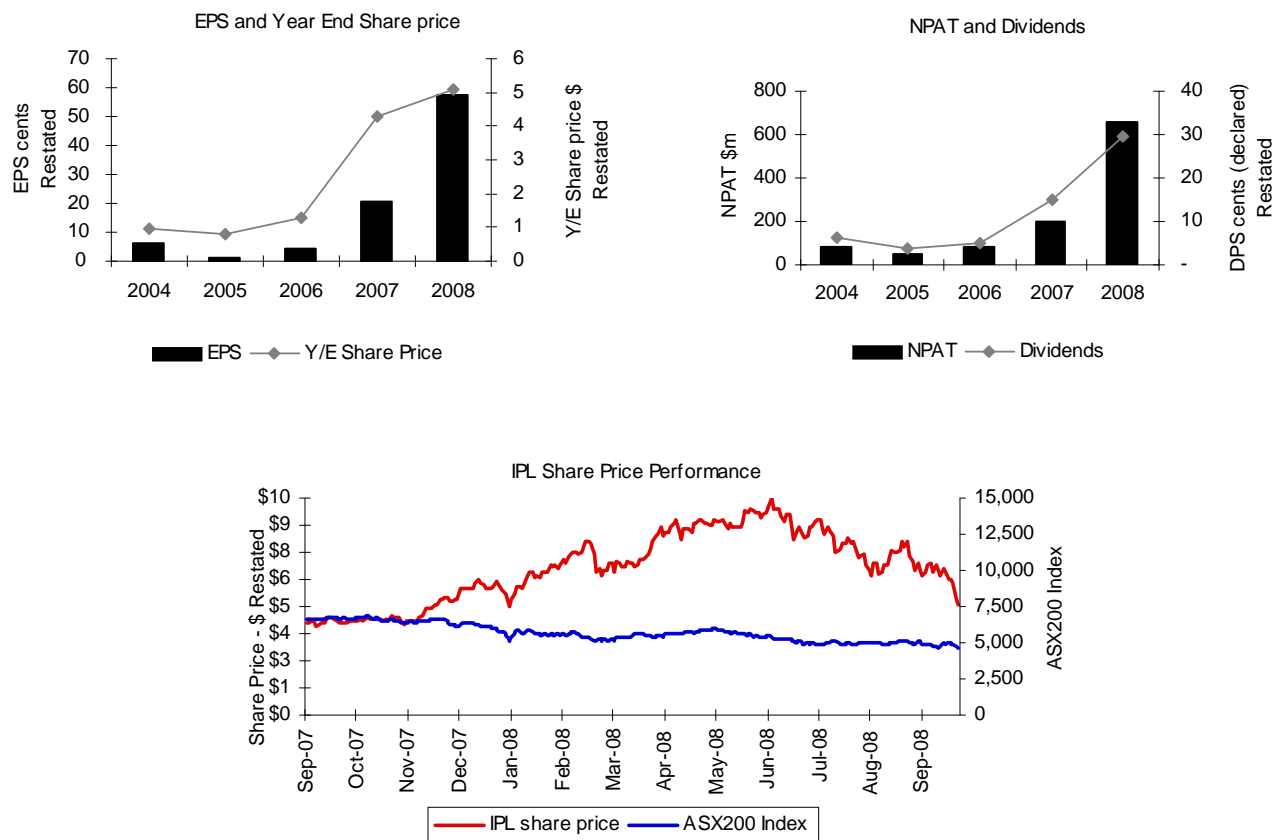 EPS and Year End Share price
70
60
50
40
30
20
10
0
EPS cents
Restated
6
5
4
3
2
1
0
Y/E Share price $
Restated
2004 2005 2006 2007 2008
EPS Y/E Share Price
NPAT and Dividends
800
600
400
200
0
NPAT $m
40
30
20
10
-
DPS cents (declared)
Restated
2004 2005 2006 2007 2008
NPAT Dividends
IPL Share Price Performance
$10
$9
$8
$6
$5
$4
$3
$1
$0
Share Price - $ Restated
15,000
12,500
10,000
7,500
5,000
2,500
0
ASX200 Index
Sep-07
Oct-07
Nov-07
Dec-07
Jan-08
Feb-08
Mar-08
Apr-08
May-08
Jun-08
Jul-08
Aug-08
Sep-08
IPL share price ASX200 Index